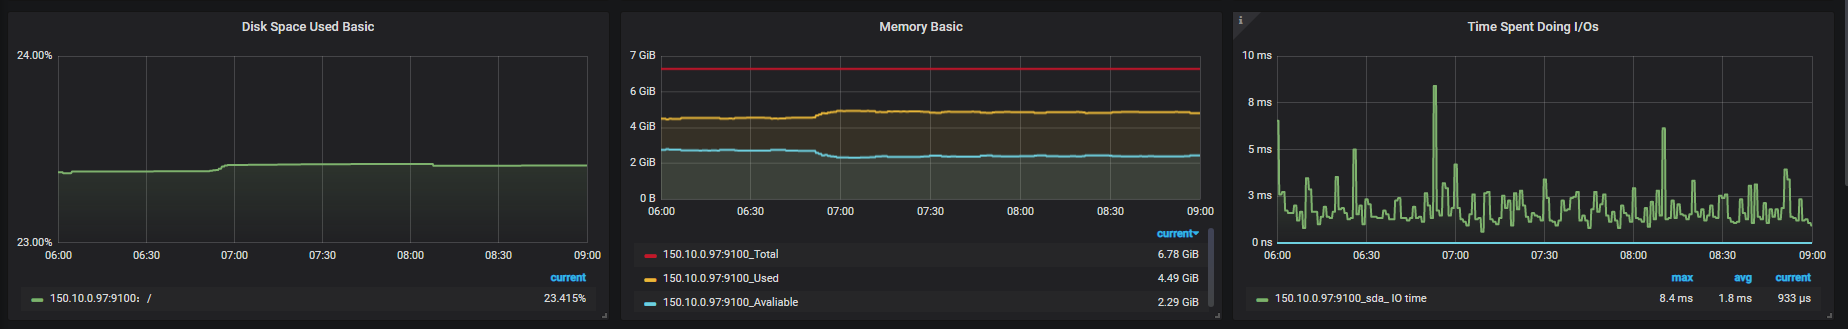 Disk Space Used Basic
24.00%
23.00%
06:00 06:30 07:00 07:30 08:00 08:30 09:00
current
150.10.0.97:9100：/ 23.415%
Memory Basic
7 GiB
6 GiB
4 GiB
2 GiB
0 B
06:00 06:30 07:00 07:30 08:00 08:30 09:00
current
150.10.0.97:9100_Total 6.78 GiB
150.10.0.97:9100_Used 4.49 GiB
150.10.0.97:9100_Avaliable 2.29 GiB
i
Time Spent Doing I/Os
10 ms
8 ms
5 ms
3 ms
0 ns
06:00 06:30 07:00 07:30 08:00 08:30 09:00
max avg current
150.10.0.97:9100_sda_ IO time 8.4 ms 1.8 ms 933 µs